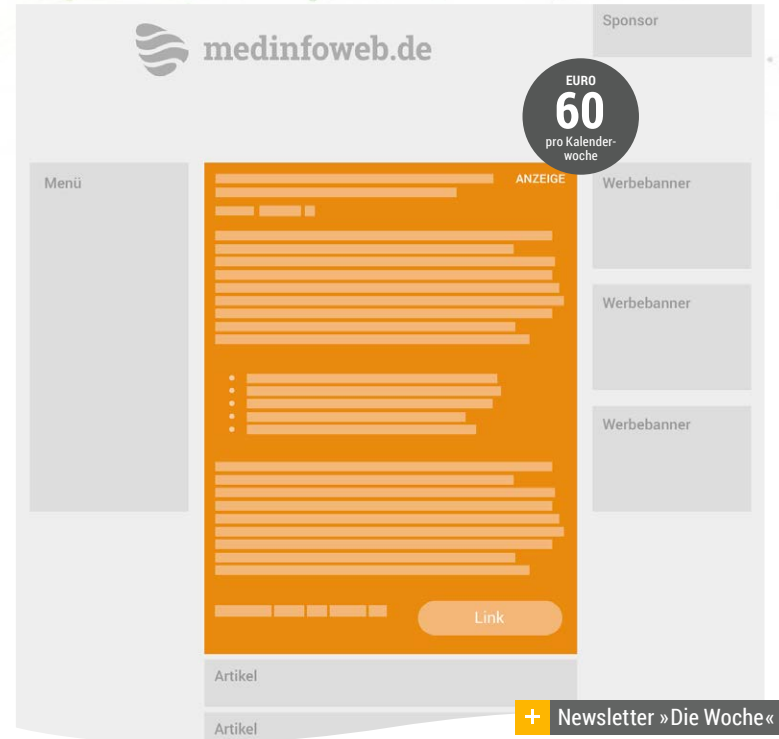 Sponsor
medinfoweb.de
EURO
60
pro Kalender-
woche
Menü
ANZEIGE
Werbebanner
Werbebanner
Werbebanner
Link
Artikel
Artikel
+ Newsletter »Die Woche«